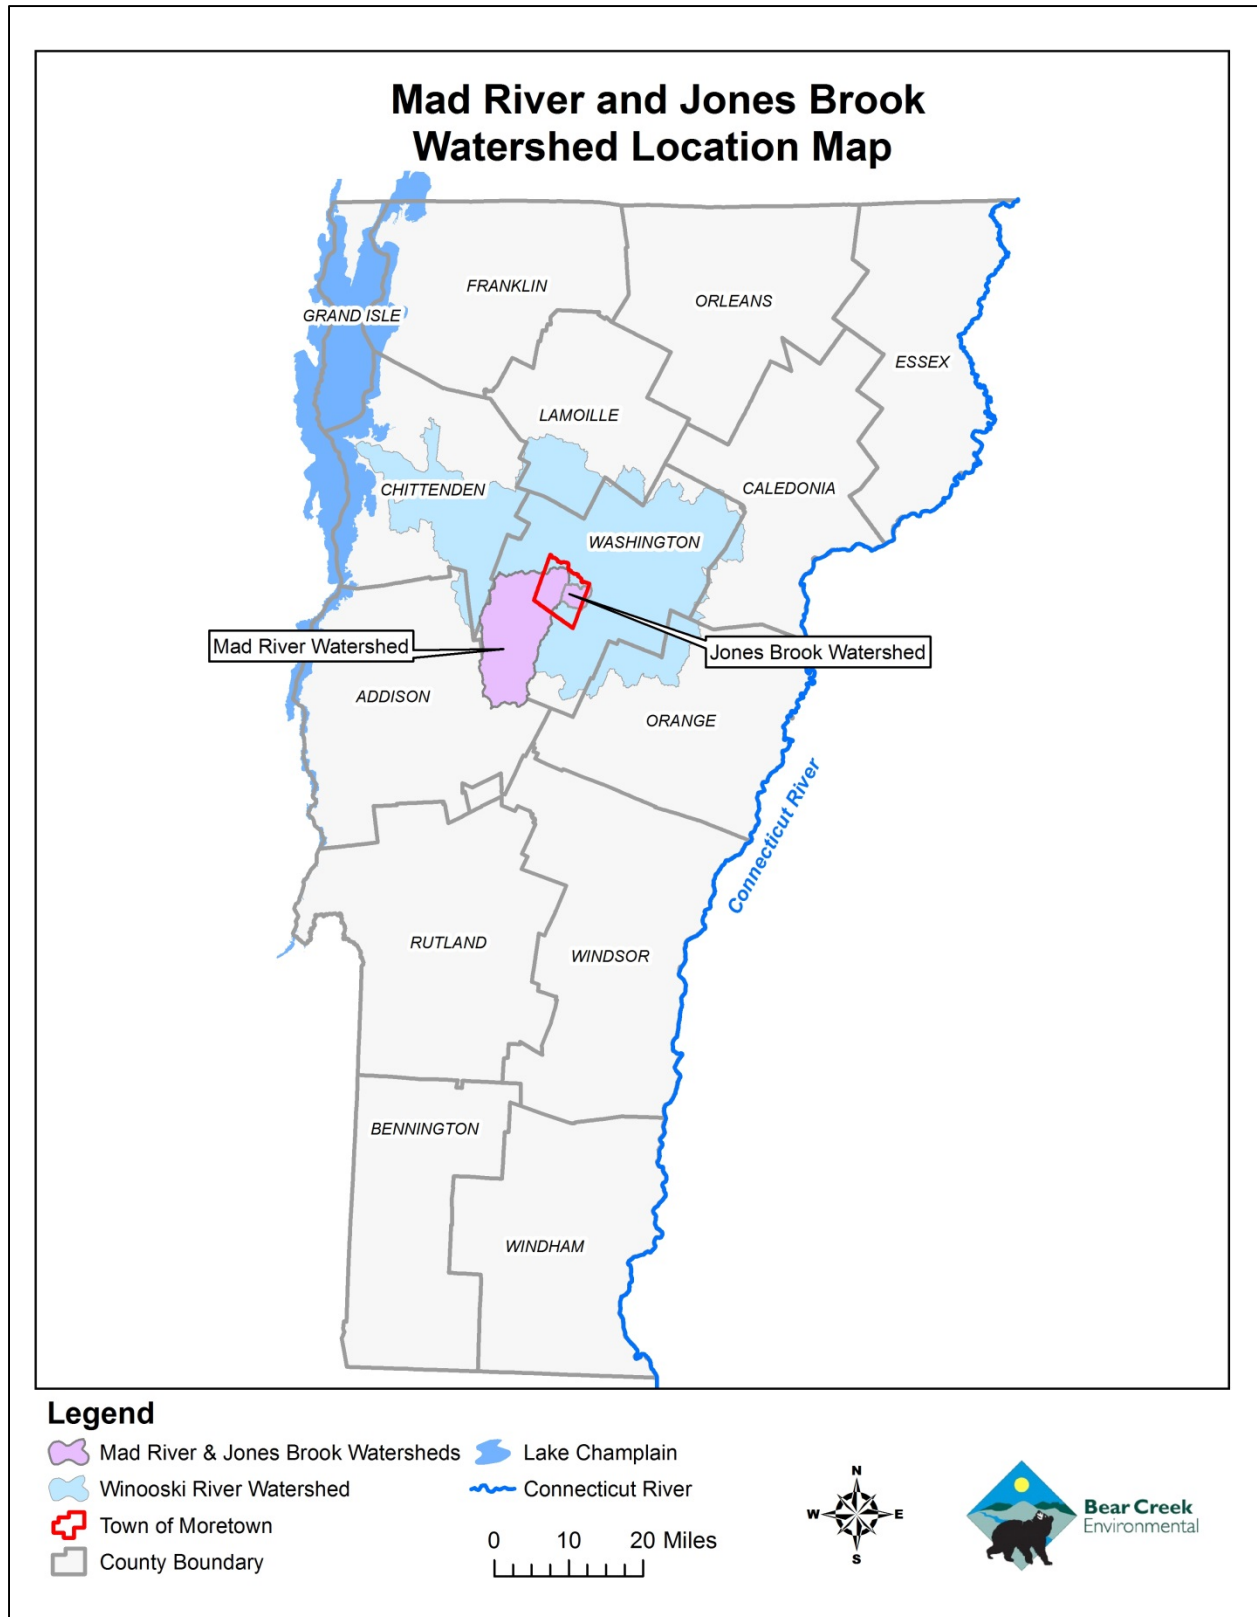 Mad River and Jones Brook
Watershed Location Map
FRANKLIN
ORLEANS
GRAND ISLE
ESSEX
LAMOILLE
CHITTENDEN
CALEDONIA
WASHINGTON
Mad River Watershed
Jones Brook Watershed
ADDISON
ORANGE
Connecticut River
RUTLAND
WINDSOR
BENNINGTON
WINDHAM
Legend
Mad River & Jones Brook Watersheds
Lake Champlain
Winooski River Watershed
Connecticut River
Town of Moretown
County Boundary
0 10 20 Miles
N
W E
S
Bear Creek
Environmental